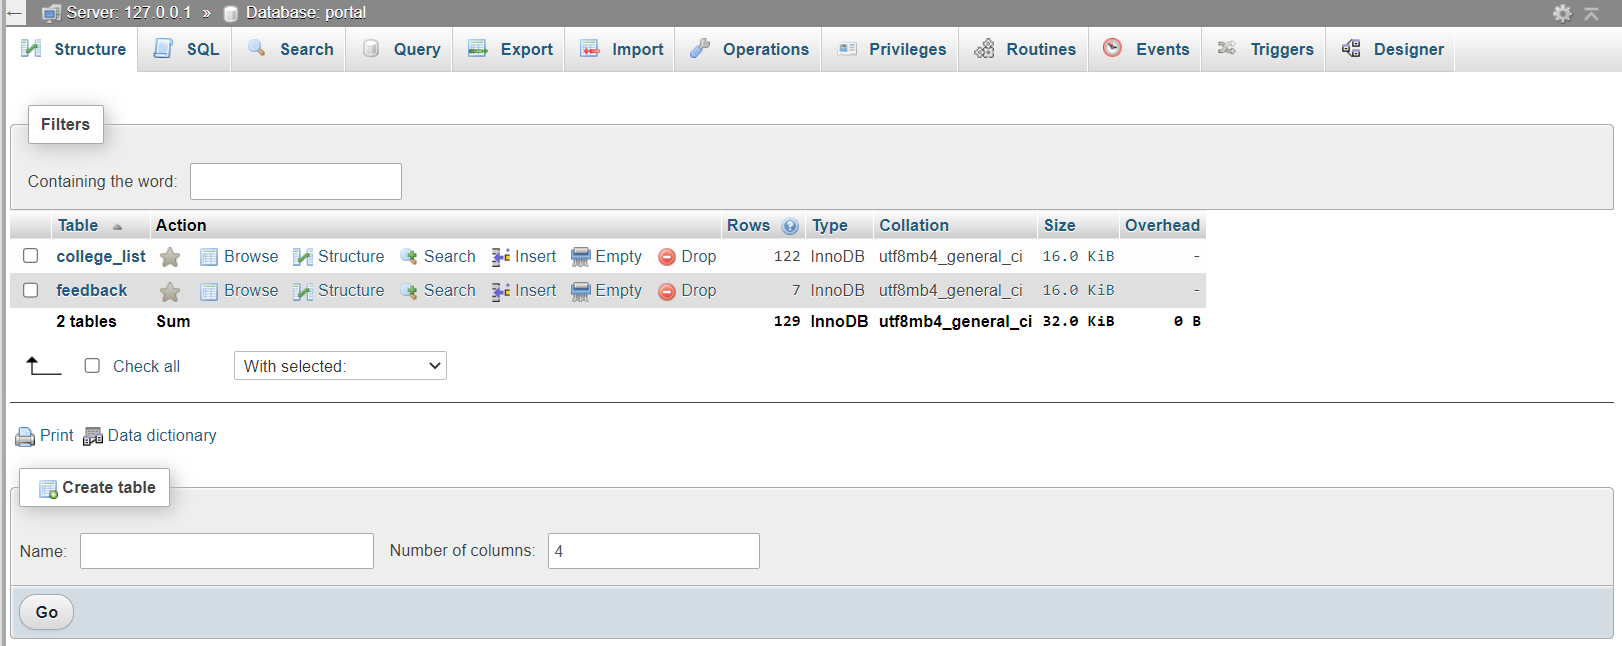 Server: 127.0.0.1 » Database: portal
Structure SQL Search Query Export Import Operations Privileges Routines Events Triggers Designer
Filters
Containing the word:
Table Action Rows Type Collation Size Overhead
college_list Browse Structure Search Insert Empty Drop 122 InnoDB utf8mb4_general_ci 16.0 KiB -
feedback Browse Structure Search Insert Empty Drop 7 InnoDB utf8mb4_general_ci 16.0 KiB -
2 tables Sum 129 InnoDB utf8mb4_general_ci 32.0 KiB 0 B
Check all With selected:
Print Data dictionary
Create table
Name: Number of columns: 4
Go